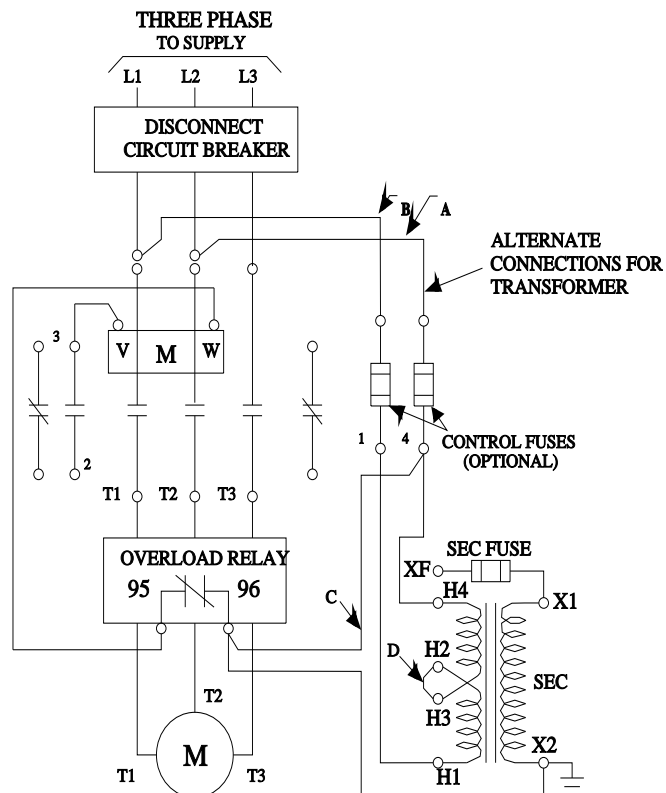 THREE PHASE
TO SUPPLY
L1 L2 L3
DISCONNECT
CIRCUIT BREAKER
B A
ALTERNATE
CONNECTIONS FOR
TRANSFORMER
3
V M W
1 4
CONTROL FUSES
(OPTIONAL)
2
T1 T2 T3
OVERLOAD RELAY
95 96
SEC FUSE
XF
H4
X1
C
D
H2
SEC
H3
T2
M
X2
T1 T3
H1